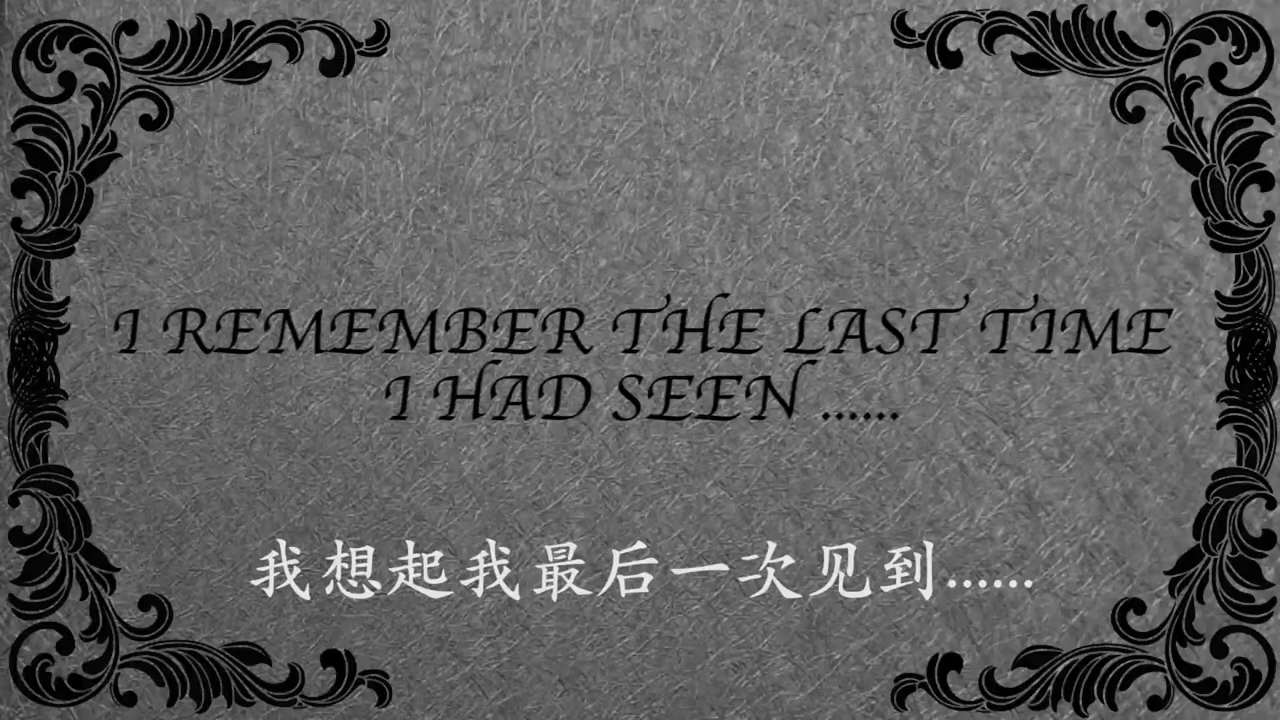 I REMEMBER THE LAST TIME
I HAD SEEN ......
我想起我最后一次见到......